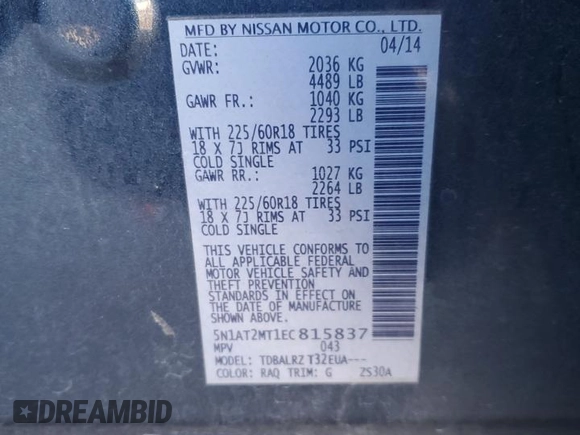 MFD BY NISSAN MOTOR CO., LTD.
DATE: 04/14
GVWR: 2036 KG
4489 LB
GAWR FR.: 1040 KG
2293 LB
WITH 225/60R18 TIRES
18 X 7J RIMS AT 33 PSI
COLD SINGLE
GAWR RR.: 1027 KG
2264 LB
WITH 225/60R18 TIRES
18 X 7J RIMS AT 33 PSI
COLD SINGLE
THIS VEHICLE CONFORMS TO
ALL APPLICABLE FEDERAL
MOTOR VEHICLE SAFETY AND
THEFT PREVENTION
STANDARDS IN EFFECT ON
THE DATE OF MANUFACTURE
SHOWN ABOVE.
5N1AT2MT1EC815837
MPV 043
MODEL: TDBALRZ T32EUA---
COLOR: RAQ TRIM: G ZS30A
DREAMBID